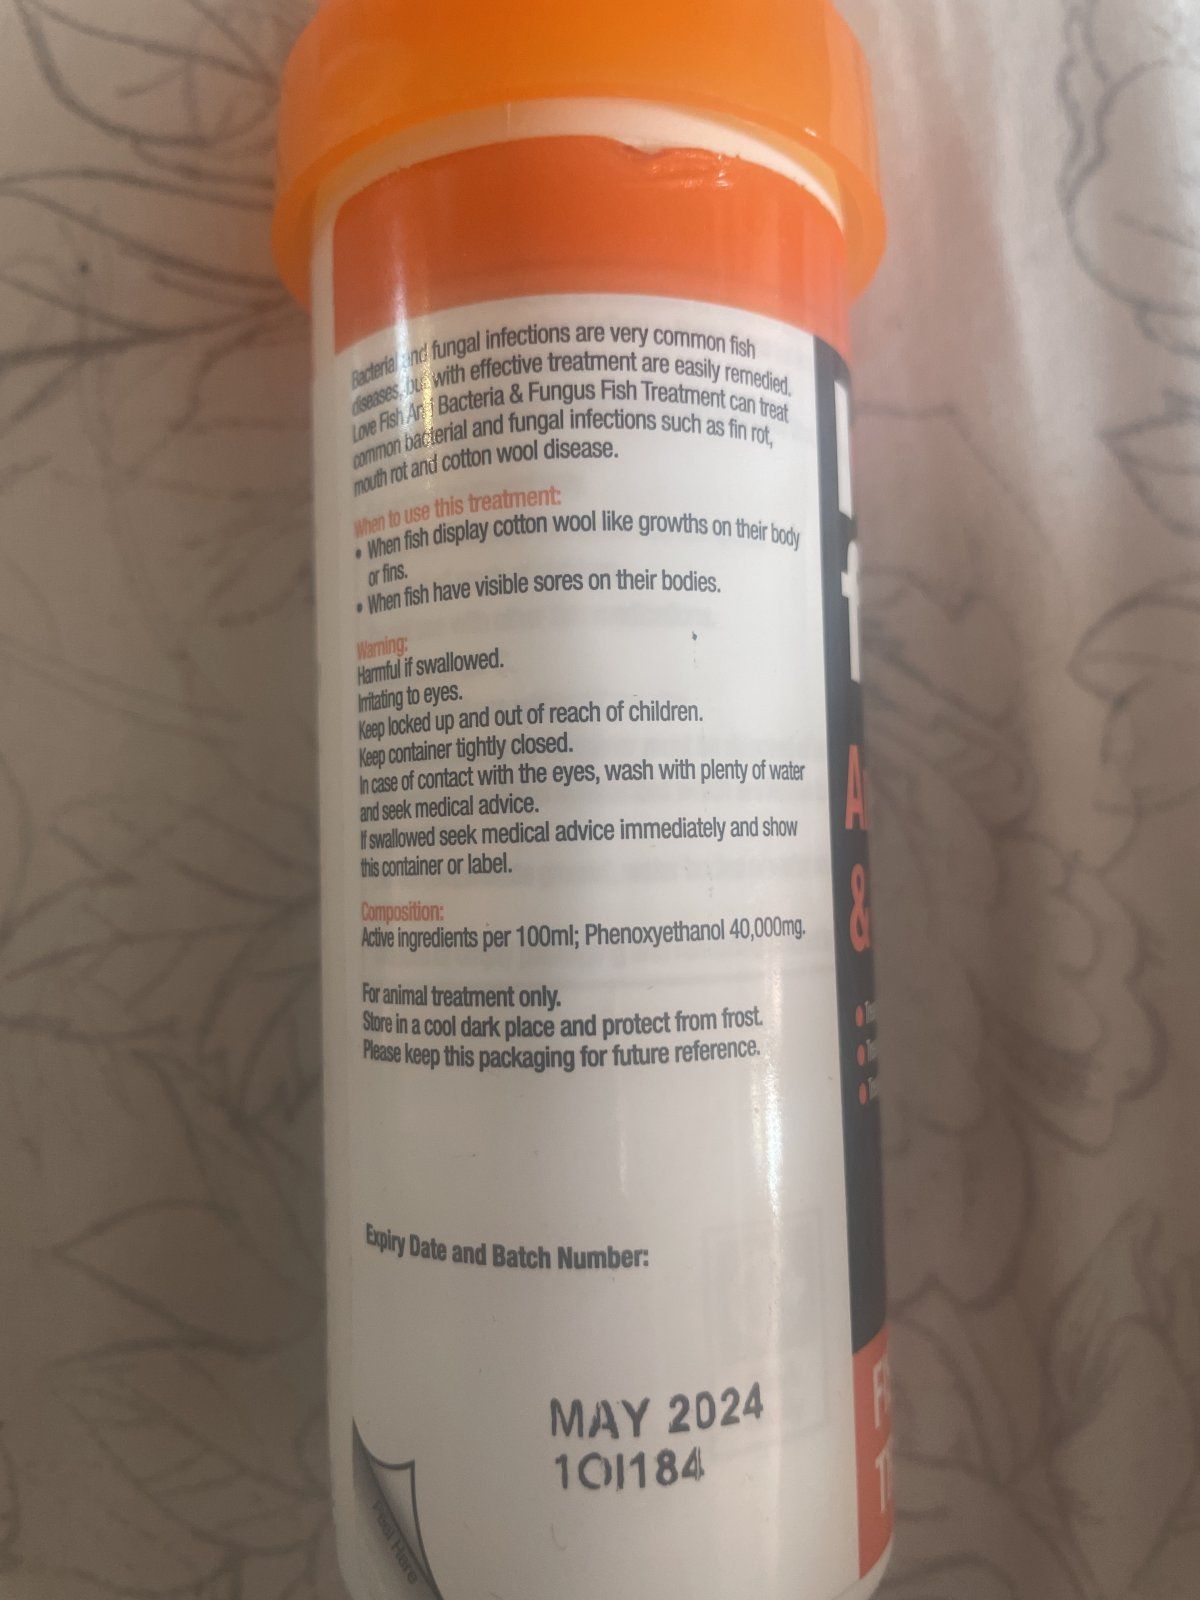 Bacterial and fungal infections are very common fish
diseases, but with effective treatment are easily remedied.
Love Fish Anti Bacteria & Fungus Fish Treatment can treat
common bacterial and fungal infections such as fin rot,
mouth rot and cotton wool disease.
When to use this treatment:
• When fish display cotton wool like growths on their body
or fins.
• When fish have visible sores on their bodies.
Warning:
Harmful if swallowed.
Irritating to eyes.
Keep locked up and out of reach of children.
Keep container tightly closed.
In case of contact with the eyes, wash with plenty of water
and seek medical advice.
If swallowed seek medical advice immediately and show
this container or label.
Composition:
Active ingredients per 100ml; Phenoxyethanol 40,000mg.
For animal treatment only.
Store in a cool dark place and protect from frost.
Please keep this packaging for future reference.
Expiry Date and Batch Number:
MAY 2024
1OI184
Peel Here
&